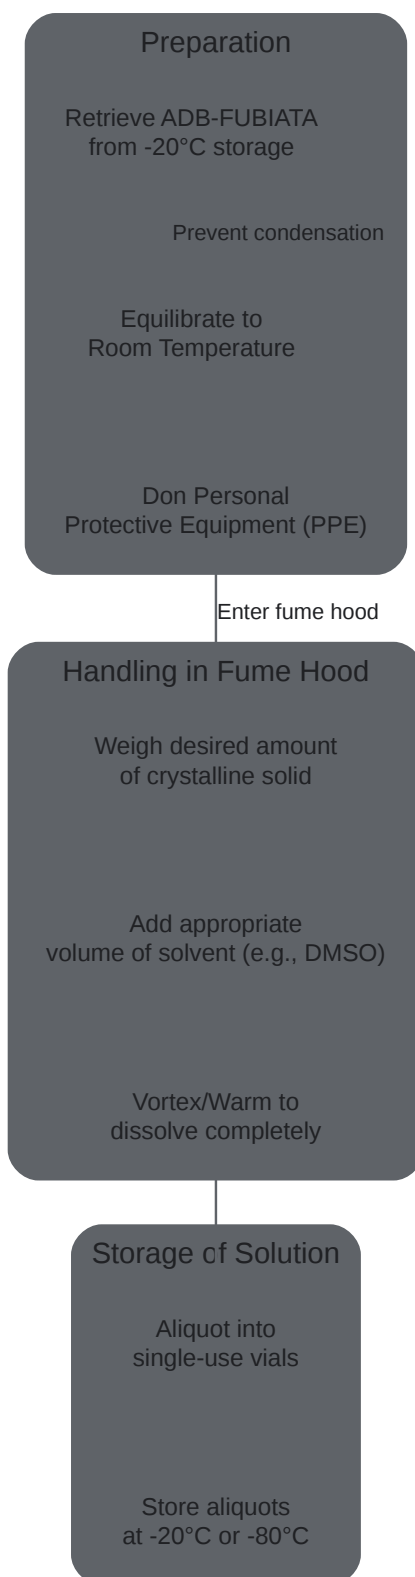 Preparation
Retrieve ADB-FUBIATA
from -20°C storage
Prevent condensation
Equilibrate to
Room Temperature
Don Personal
Protective Equipment (PPE)
Enter fume hood
Handling in Fume Hood
Weigh desired amount
of crystalline solid
Add appropriate
volume of solvent (e.g., DMSO)
Vortex/Warm to
dissolve completely
Storage of Solution
Aliquot into
single-use vials
Store aliquots
at -20°C or -80°C